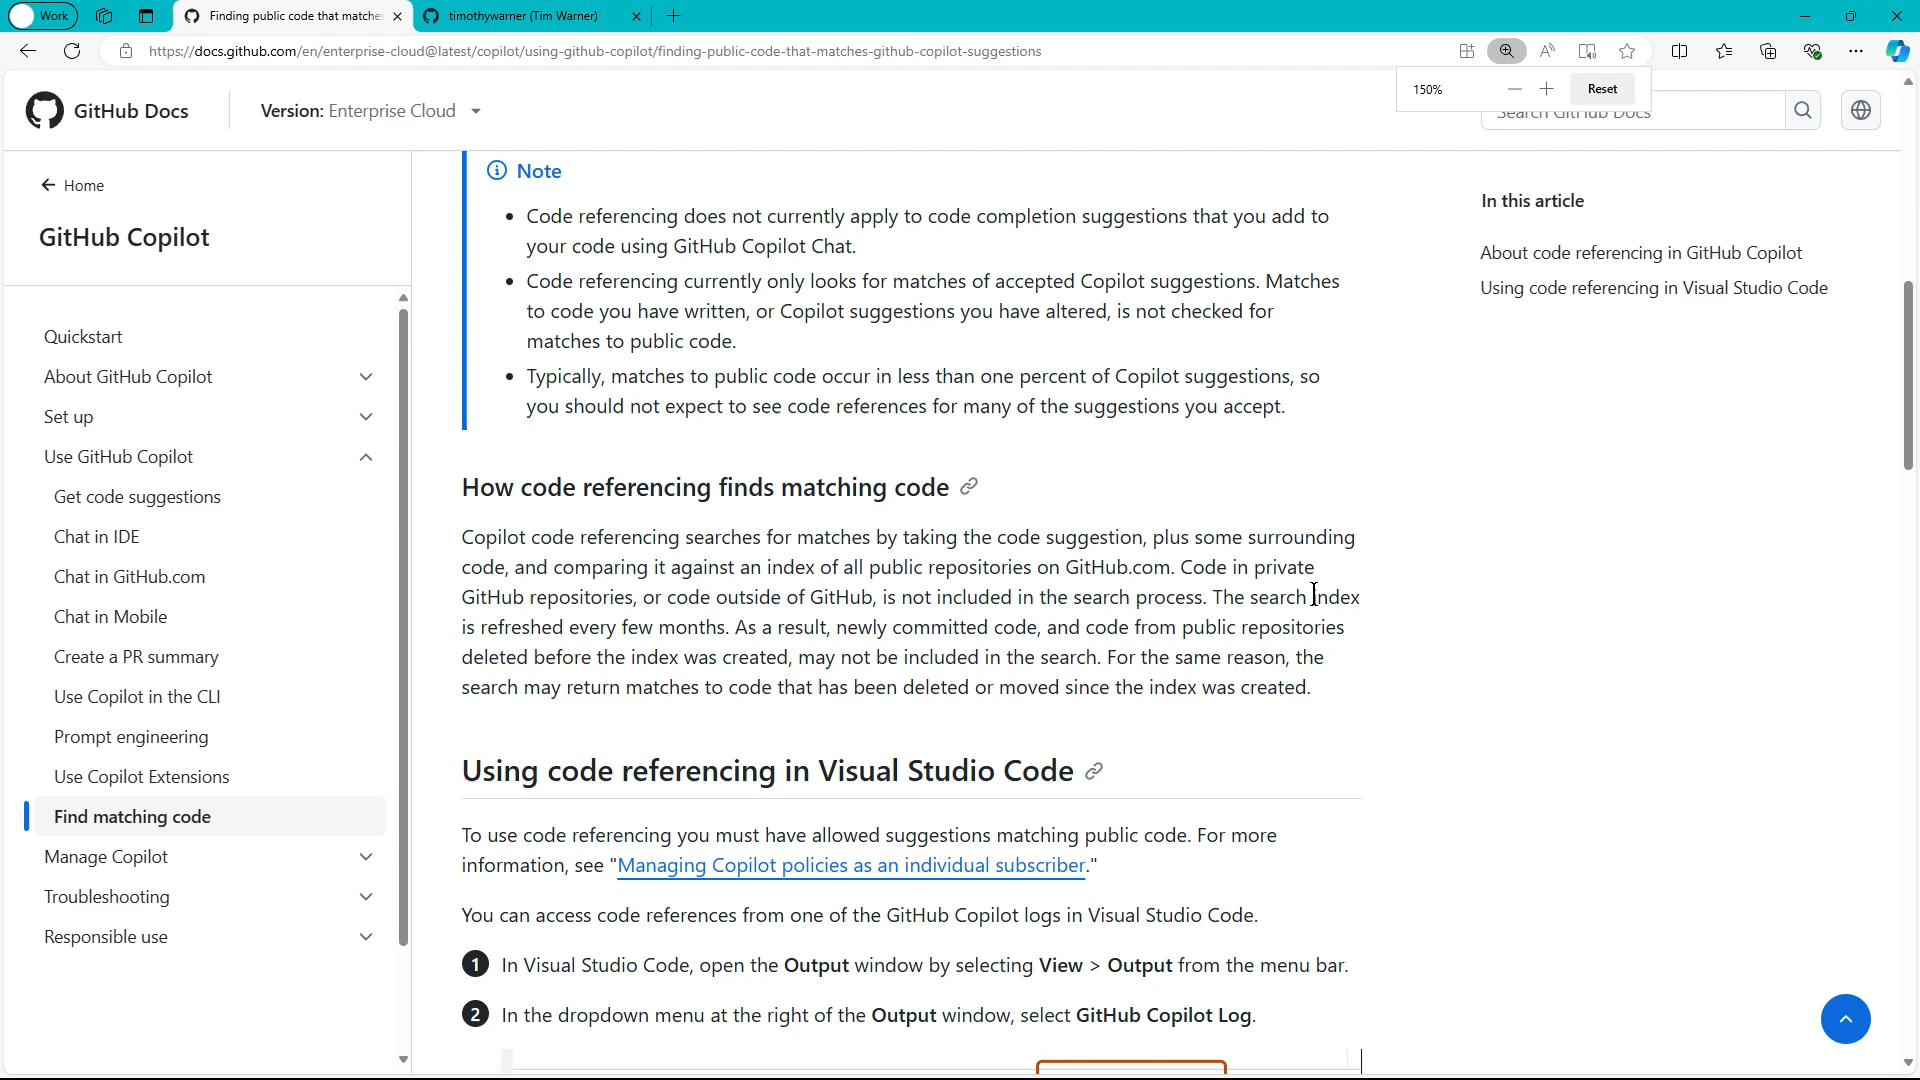 Work
Finding public code that matche
timothywarner (Tim Warner)
https://docs.github.com/en/enterprise-cloud@latest/copilot/using-github-copilot/finding-public-code-that-matches-github-copilot-suggestions
150%
Reset
GitHub Docs
Version: Enterprise Cloud
Search GitHub Docs
Home
GitHub Copilot
Quickstart
About GitHub Copilot
Set up
Use GitHub Copilot
Get code suggestions
Chat in IDE
Chat in GitHub.com
Chat in Mobile
Create a PR summary
Use Copilot in the CLI
Prompt engineering
Use Copilot Extensions
Find matching code
Manage Copilot
Troubleshooting
Responsible use
Note
• Code referencing does not currently apply to code completion suggestions that you add to
your code using GitHub Copilot Chat.
• Code referencing currently only looks for matches of accepted Copilot suggestions. Matches
to code you have written, or Copilot suggestions you have altered, is not checked for
matches to public code.
• Typically, matches to public code occur in less than one percent of Copilot suggestions, so
you should not expect to see code references for many of the suggestions you accept.
How code referencing finds matching code
Copilot code referencing searches for matches by taking the code suggestion, plus some surrounding
code, and comparing it against an index of all public repositories on GitHub.com. Code in private
GitHub repositories, or code outside of GitHub, is not included in the search process. The search index
is refreshed every few months. As a result, newly committed code, and code from public repositories
deleted before the index was created, may not be included in the search. For the same reason, the
search may return matches to code that has been deleted or moved since the index was created.
Using code referencing in Visual Studio Code
To use code referencing you must have allowed suggestions matching public code. For more
information, see "Managing Copilot policies as an individual subscriber."
You can access code references from one of the GitHub Copilot logs in Visual Studio Code.
1 In Visual Studio Code, open the Output window by selecting View > Output from the menu bar.
2 In the dropdown menu at the right of the Output window, select GitHub Copilot Log.
In this article
About code referencing in GitHub Copilot
Using code referencing in Visual Studio Code